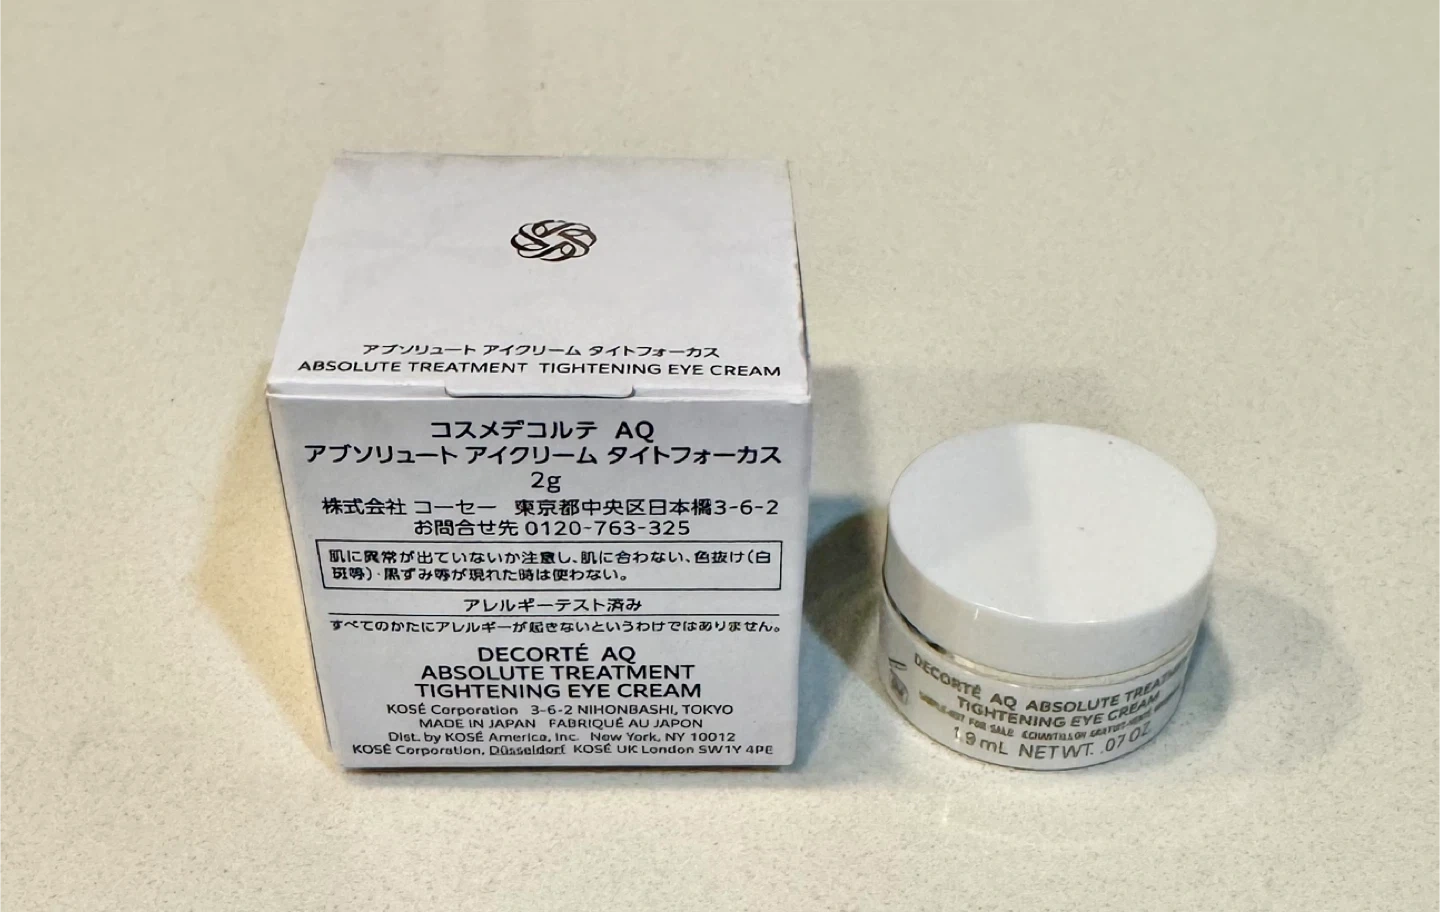 アブソリュート アイクリーム タイトフォーカス
ABSOLUTE TREATMENT TIGHTENING EYE CREAM
コスメデコルテ AQ
アブソリュート アイクリーム タイトフォーカス
2g
株式会社 コーセー 東京都中央区日本橋3-6-2
お問合せ先 0120-763-325
肌に異常が出ていないか注意し、肌に合わない、色抜け(白
斑等)・黒ずみ等が現れた時は使わない。
アレルギーテスト済み
すべてのかたにアレルギーが起きないというわけではありません。
DECORTÉ AQ
ABSOLUTE TREATMENT
TIGHTENING EYE CREAM
KOSÉ Corporation 3-6-2 NIHONBASHI, TOKYO
MADE IN JAPAN FABRIQUÉ AU JAPON
Dist. by KOSÉ America, Inc. New York, NY 10012
KOSÉ Corporation, Düsseldorf KOSÉ UK London SW1Y 4PE
DECORTÉ AQ ABSOLUTE
TIGHTENING EYE CREAM
FOR SALE
1.9 mL NET WT. .07 OZ